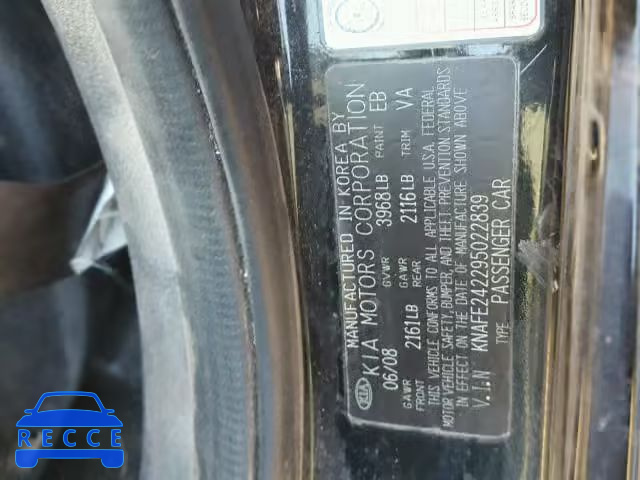 MANUFACTURED IN KOREA BY
KIA KIA MOTORS CORPORATION
06/08 GVWR 3968LB PAINT EB
GAWR FRONT 2161LB GAWR REAR 2116LB TRIM VA
THIS VEHICLE CONFORMS TO ALL APPLICABLE U.S.A. FEDERAL
MOTOR VEHICLE SAFETY, BUMPER, AND THEFT PREVENTION STANDARDS
IN EFFECT ON THE DATE OF MANUFACTURE SHOWN ABOVE
V.I.N KNAFE242295022889
TYPE PASSENGER CAR
RECCE